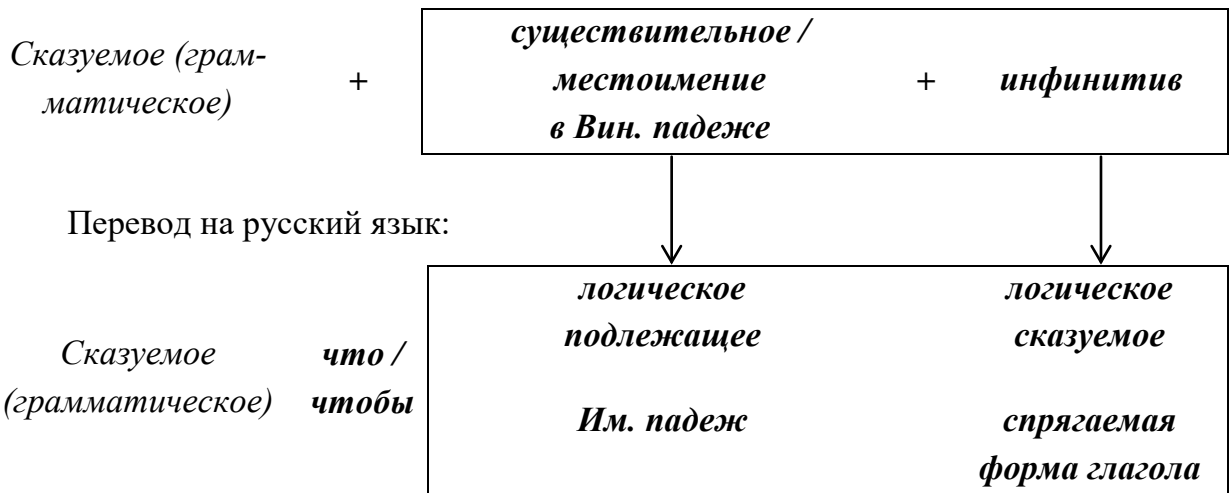 Сказуемое (грам-
матическое)
+
существительное /
местоимение
в Вин. падеже
+
инфинитив
Перевод на русский язык:
Сказуемое
(грамматическое)
что /
чтобы
логическое
подлежащее
Им. падеж
логическое
сказуемое
спрягаемая
форма глагола